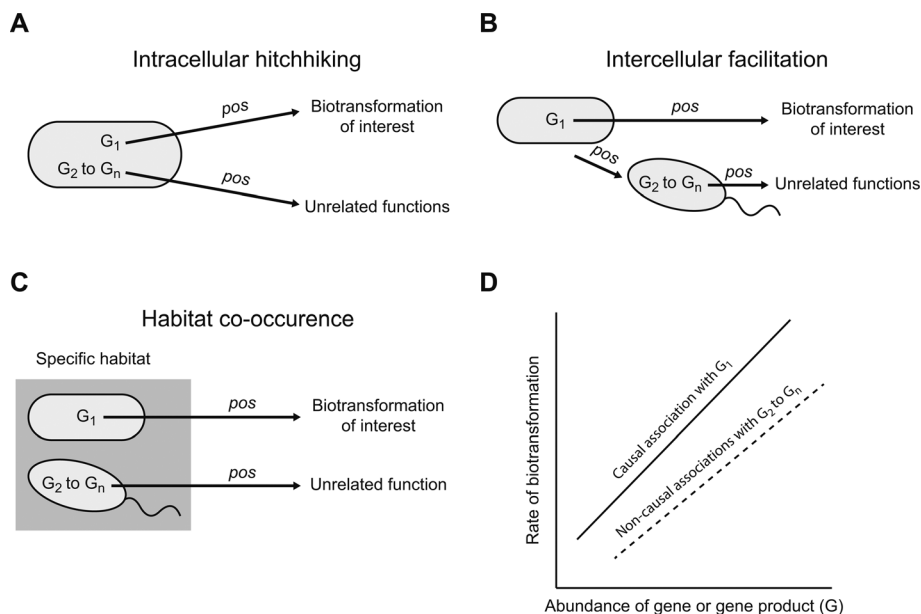 A
Intracellular hitchhiking
G1
G2 to Gn
pos
pos
Biotransformation
of interest
Unrelated functions
B
Intercellular facilitation
G1
pos
Biotransformation
of interest
pos
G2 to Gn
pos
Unrelated functions
C
Habitat co-occurence
Specific habitat
G1
pos
Biotransformation
of interest
G2 to Gn
pos
Unrelated function
D
Rate of biotransformation
Causal association with G1
Non-causal associations with G2 to Gn
Abundance of gene or gene product (G)